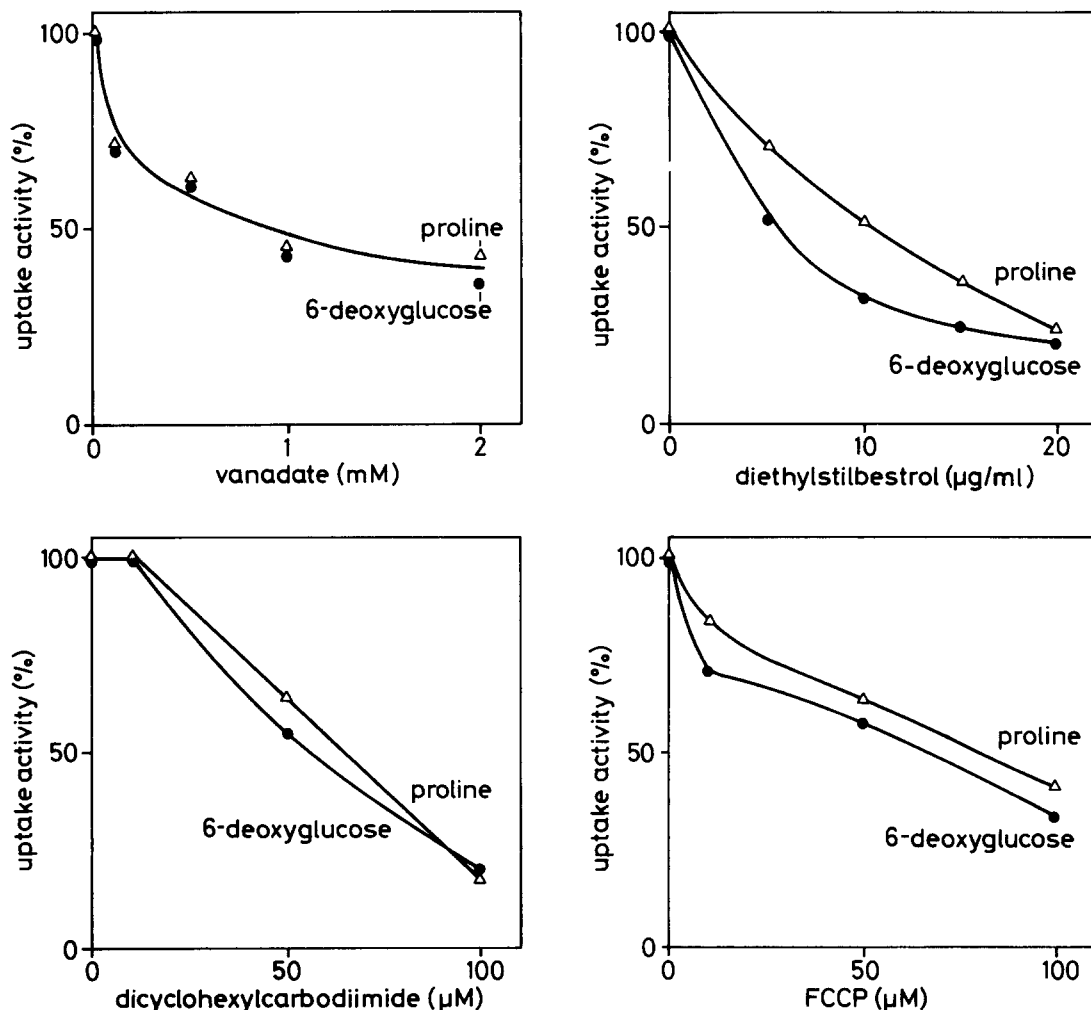 uptake activity (%)
100
50
0
0
1
2
vanadate (mM)
proline
6-deoxyglucose
uptake activity (%)
100
50
0
0
10
20
diethylstilbestrol (µg/ml)
proline
6-deoxyglucose
uptake activity (%)
100
50
0
0
50
100
dicyclohexylcarbodiimide (µM)
proline
6-deoxyglucose
uptake activity (%)
100
50
0
0
50
100
FCCP (µM)
proline
6-deoxyglucose